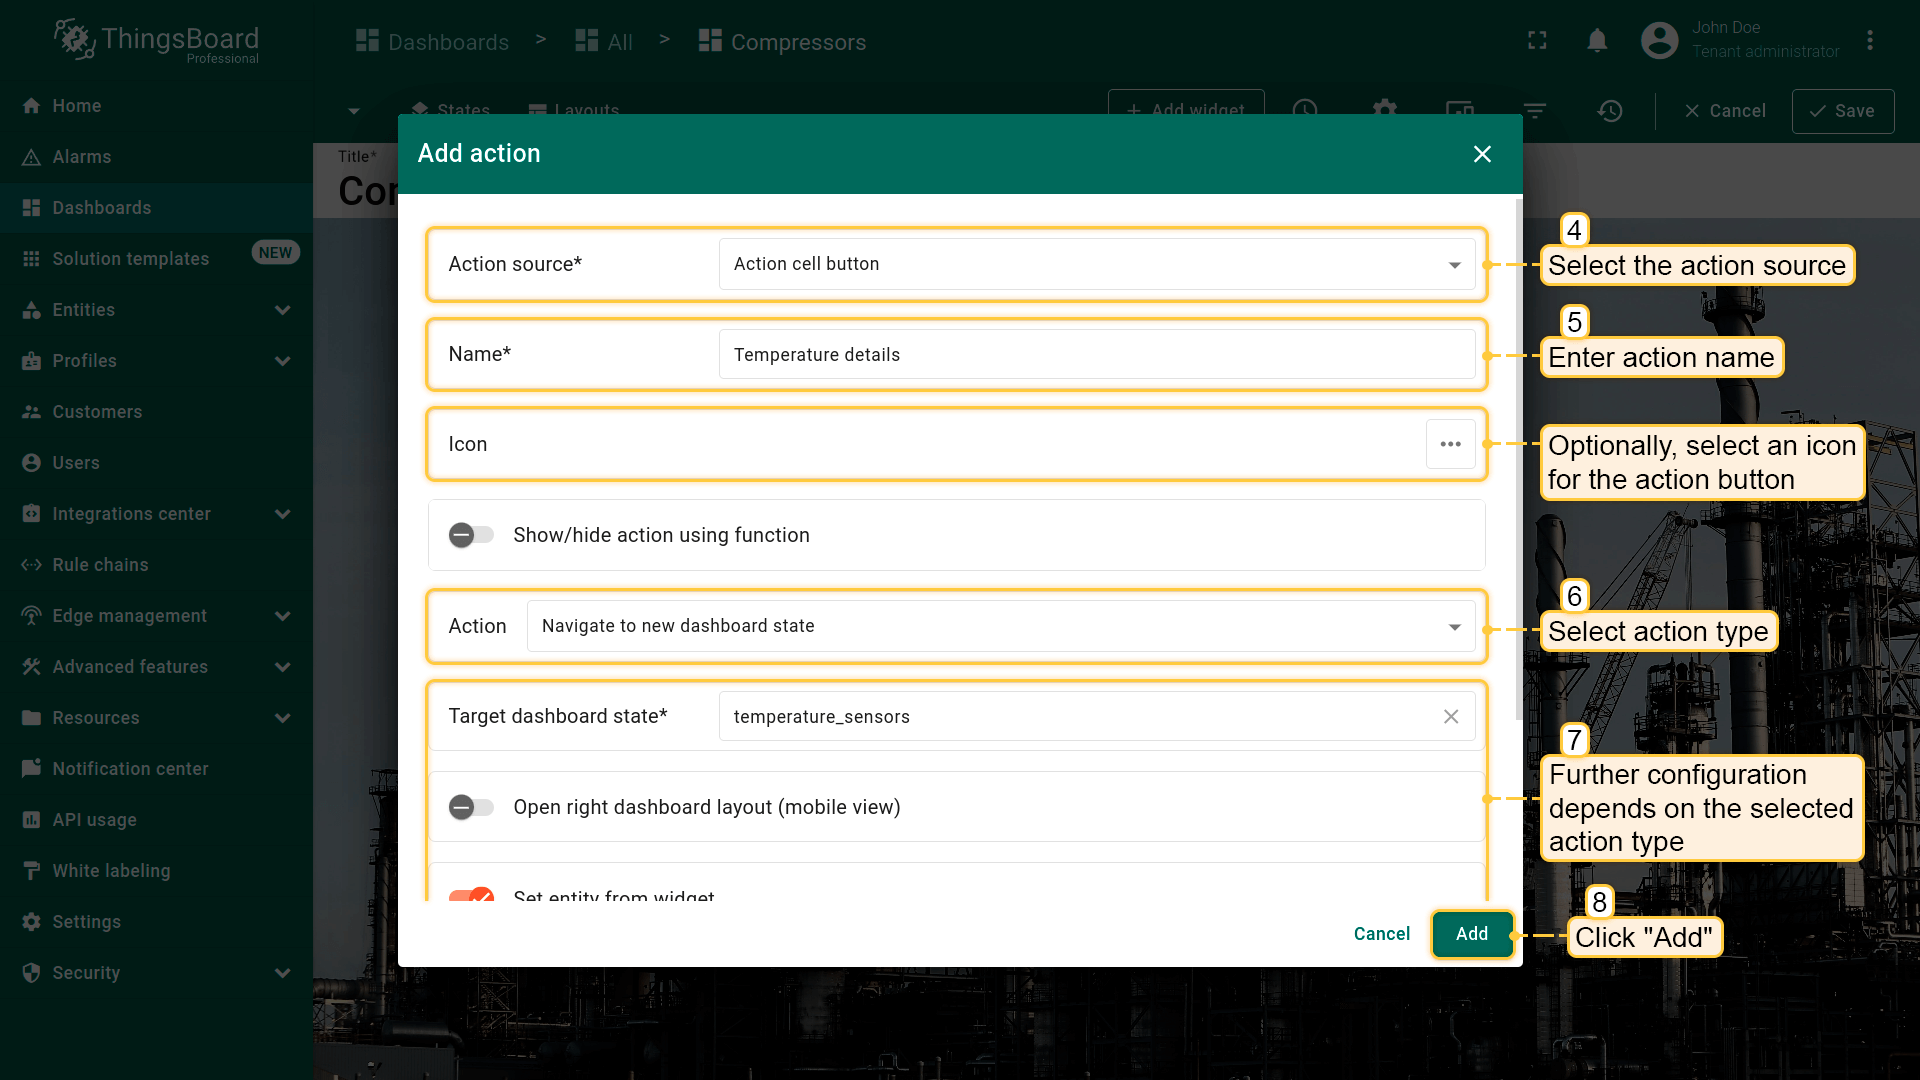 ThingsBoard
Professional
Dashboards > All > Compressors
John Doe
Tenant administrator
Home
Alarms
Dashboards
Solution templates NEW
Entities
Profiles
Customers
Users
Integrations center
Rule chains
Edge management
Advanced features
Resources
Notification center
API usage
White labeling
Settings
Security
States
Layouts
+ Add widget
Cancel
Save
Title*
Com
Add action
Action source*
Action cell button
Name*
Temperature details
Icon
Show/hide action using function
Action
Navigate to new dashboard state
Target dashboard state*
temperature_sensors
Open right dashboard layout (mobile view)
Set entity from widget
Cancel
Add
4
Select the action source
5
Enter action name
Optionally, select an icon
for the action button
6
Select action type
7
Further configuration
depends on the selected
action type
8
Click "Add"